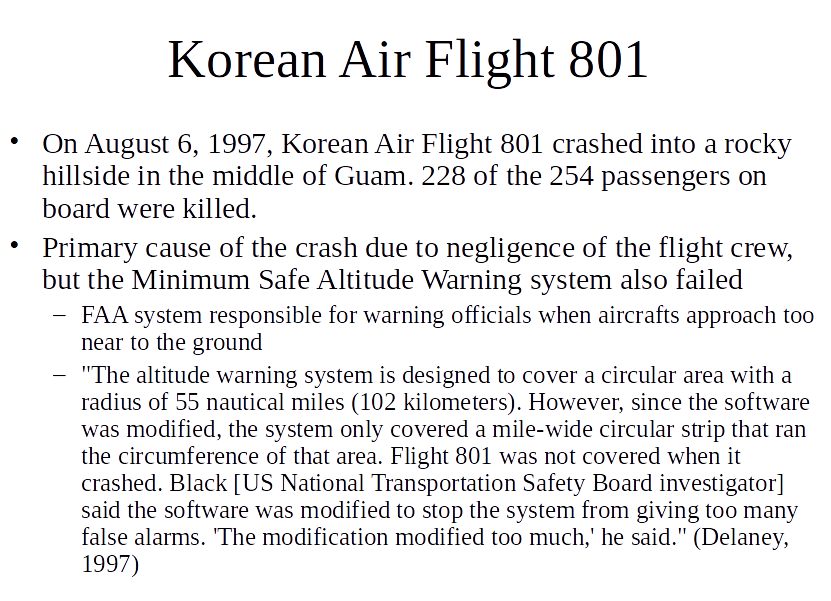 Korean Air Flight 801
• On August 6, 1997, Korean Air Flight 801 crashed into a rocky
hillside in the middle of Guam. 228 of the 254 passengers on
board were killed.
• Primary cause of the crash due to negligence of the flight crew,
but the Minimum Safe Altitude Warning system also failed
– FAA system responsible for warning officials when aircrafts approach too
near to the ground
– "The altitude warning system is designed to cover a circular area with a
radius of 55 nautical miles (102 kilometers). However, since the software
was modified, the system only covered a mile-wide circular strip that ran
the circumference of that area. Flight 801 was not covered when it
crashed. Black [US National Transportation Safety Board investigator]
said the software was modified to stop the system from giving too many
false alarms. 'The modification modified too much,' he said." (Delaney,
1997)